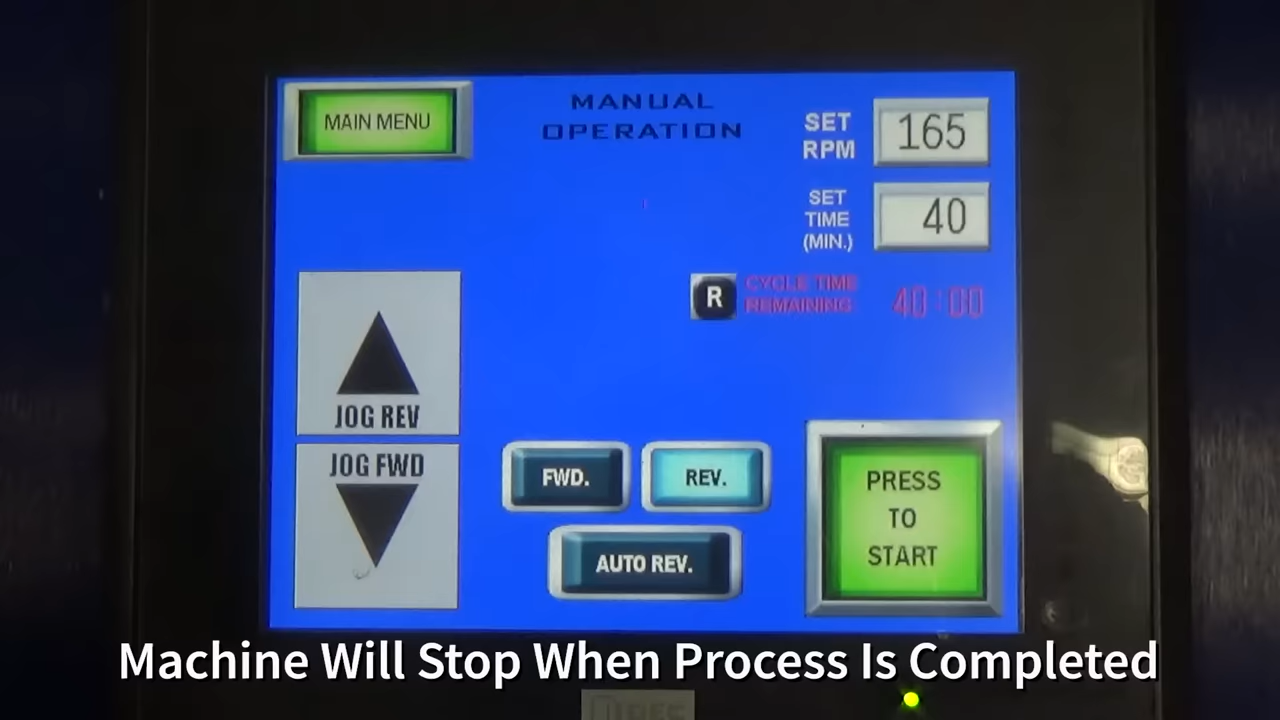 MAIN MENU
MANUAL
OPERATION
SET
RPM
165
SET
TIME
(MIN.)
40
R
CYCLE TIME
REMAINING
40:00
JOG REV
JOG FWD
FWD.
REV.
AUTO REV.
PRESS
TO
START
Machine Will Stop When Process Is Completed